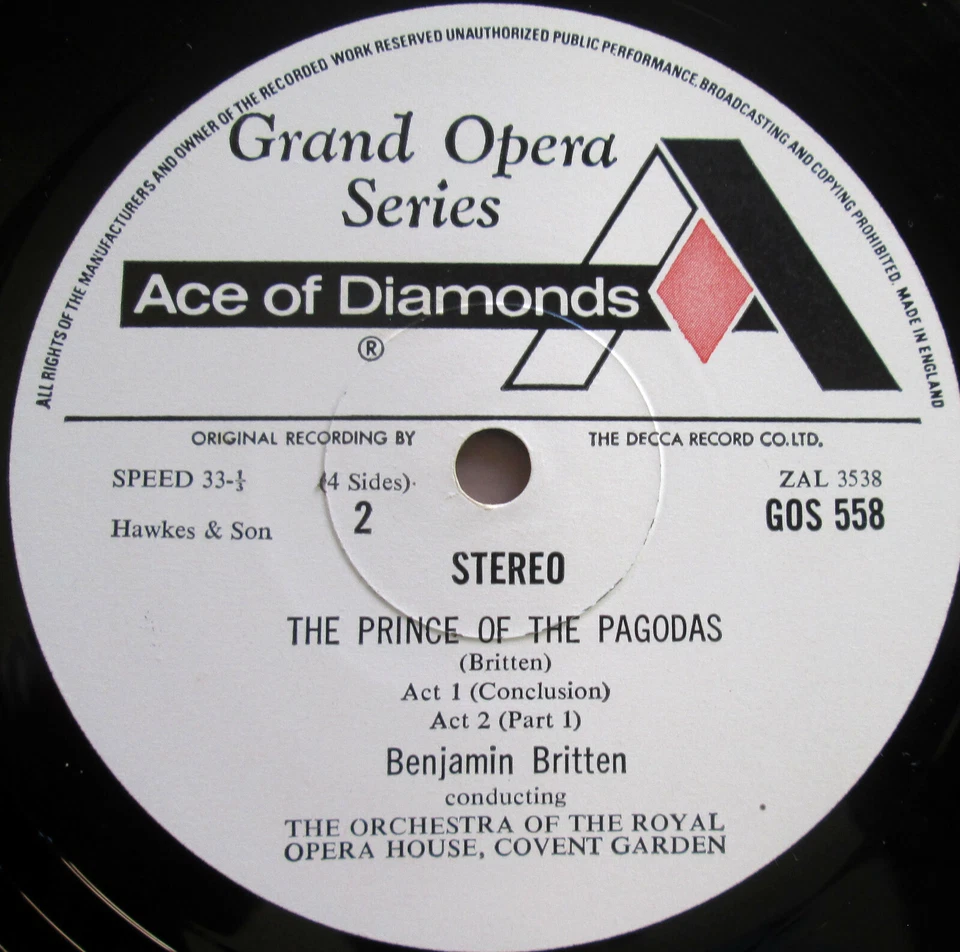 ALL RIGHTS OF THE MANUFACTURERS AND OWNER OF THE RECORDED WORK RESERVED UNAUTHORIZED PUBLIC PERFORMANCE, BROADCASTING AND COPYING PROHIBITED. MADE IN ENGLAND
Grand Opera
Series
Ace of Diamonds
®
ORIGINAL RECORDING BY THE DECCA RECORD CO. LTD.
SPEED 33-⅓ (4 Sides) ZAL 3538
2 GOS 558
Hawkes & Son
STEREO
THE PRINCE OF THE PAGODAS
(Britten)
Act 1 (Conclusion)
Act 2 (Part 1)
Benjamin Britten
conducting
THE ORCHESTRA OF THE ROYAL
OPERA HOUSE, COVENT GARDEN